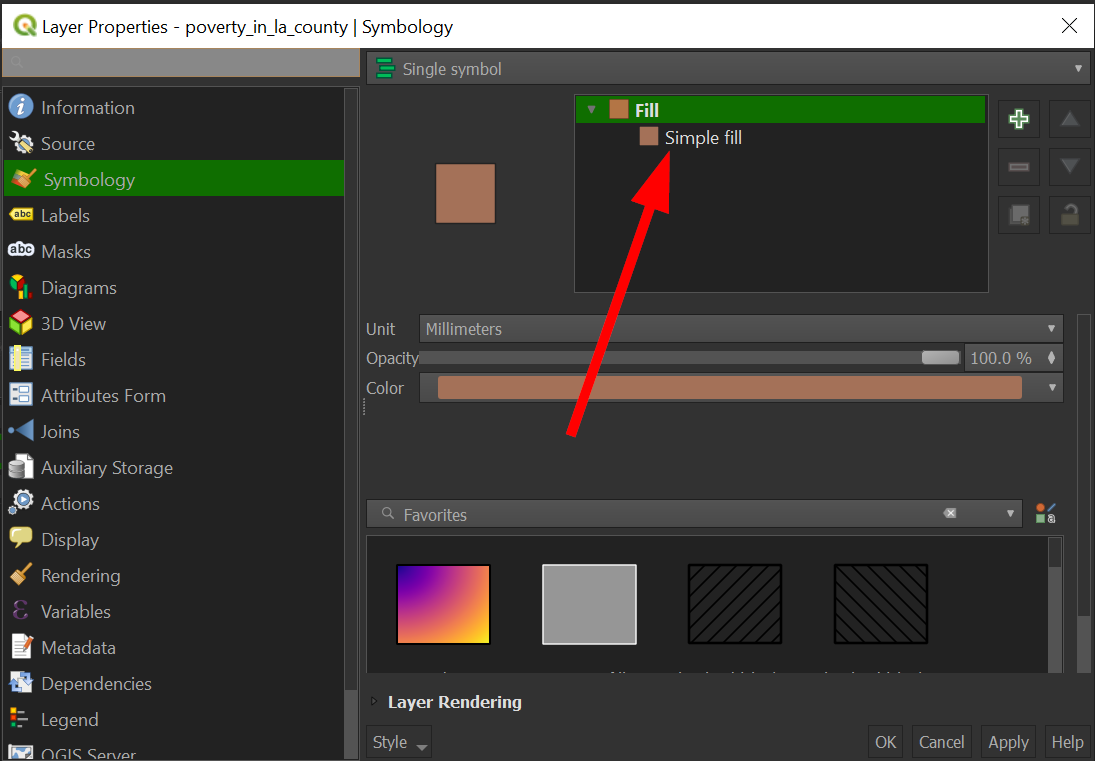 Layer Properties - poverty_in_la_county | Symbology
Information
Source
Symbology
abc Labels
abc Masks
Diagrams
3D View
Fields
Attributes Form
Joins
Auxiliary Storage
Actions
Display
Rendering
Variables
Metadata
Dependencies
Legend
QGIS Server
Single symbol
Fill
Simple fill
Unit Millimeters
Opacity 100.0 %
Color
Favorites
Layer Rendering
Style
OK Cancel Apply Help